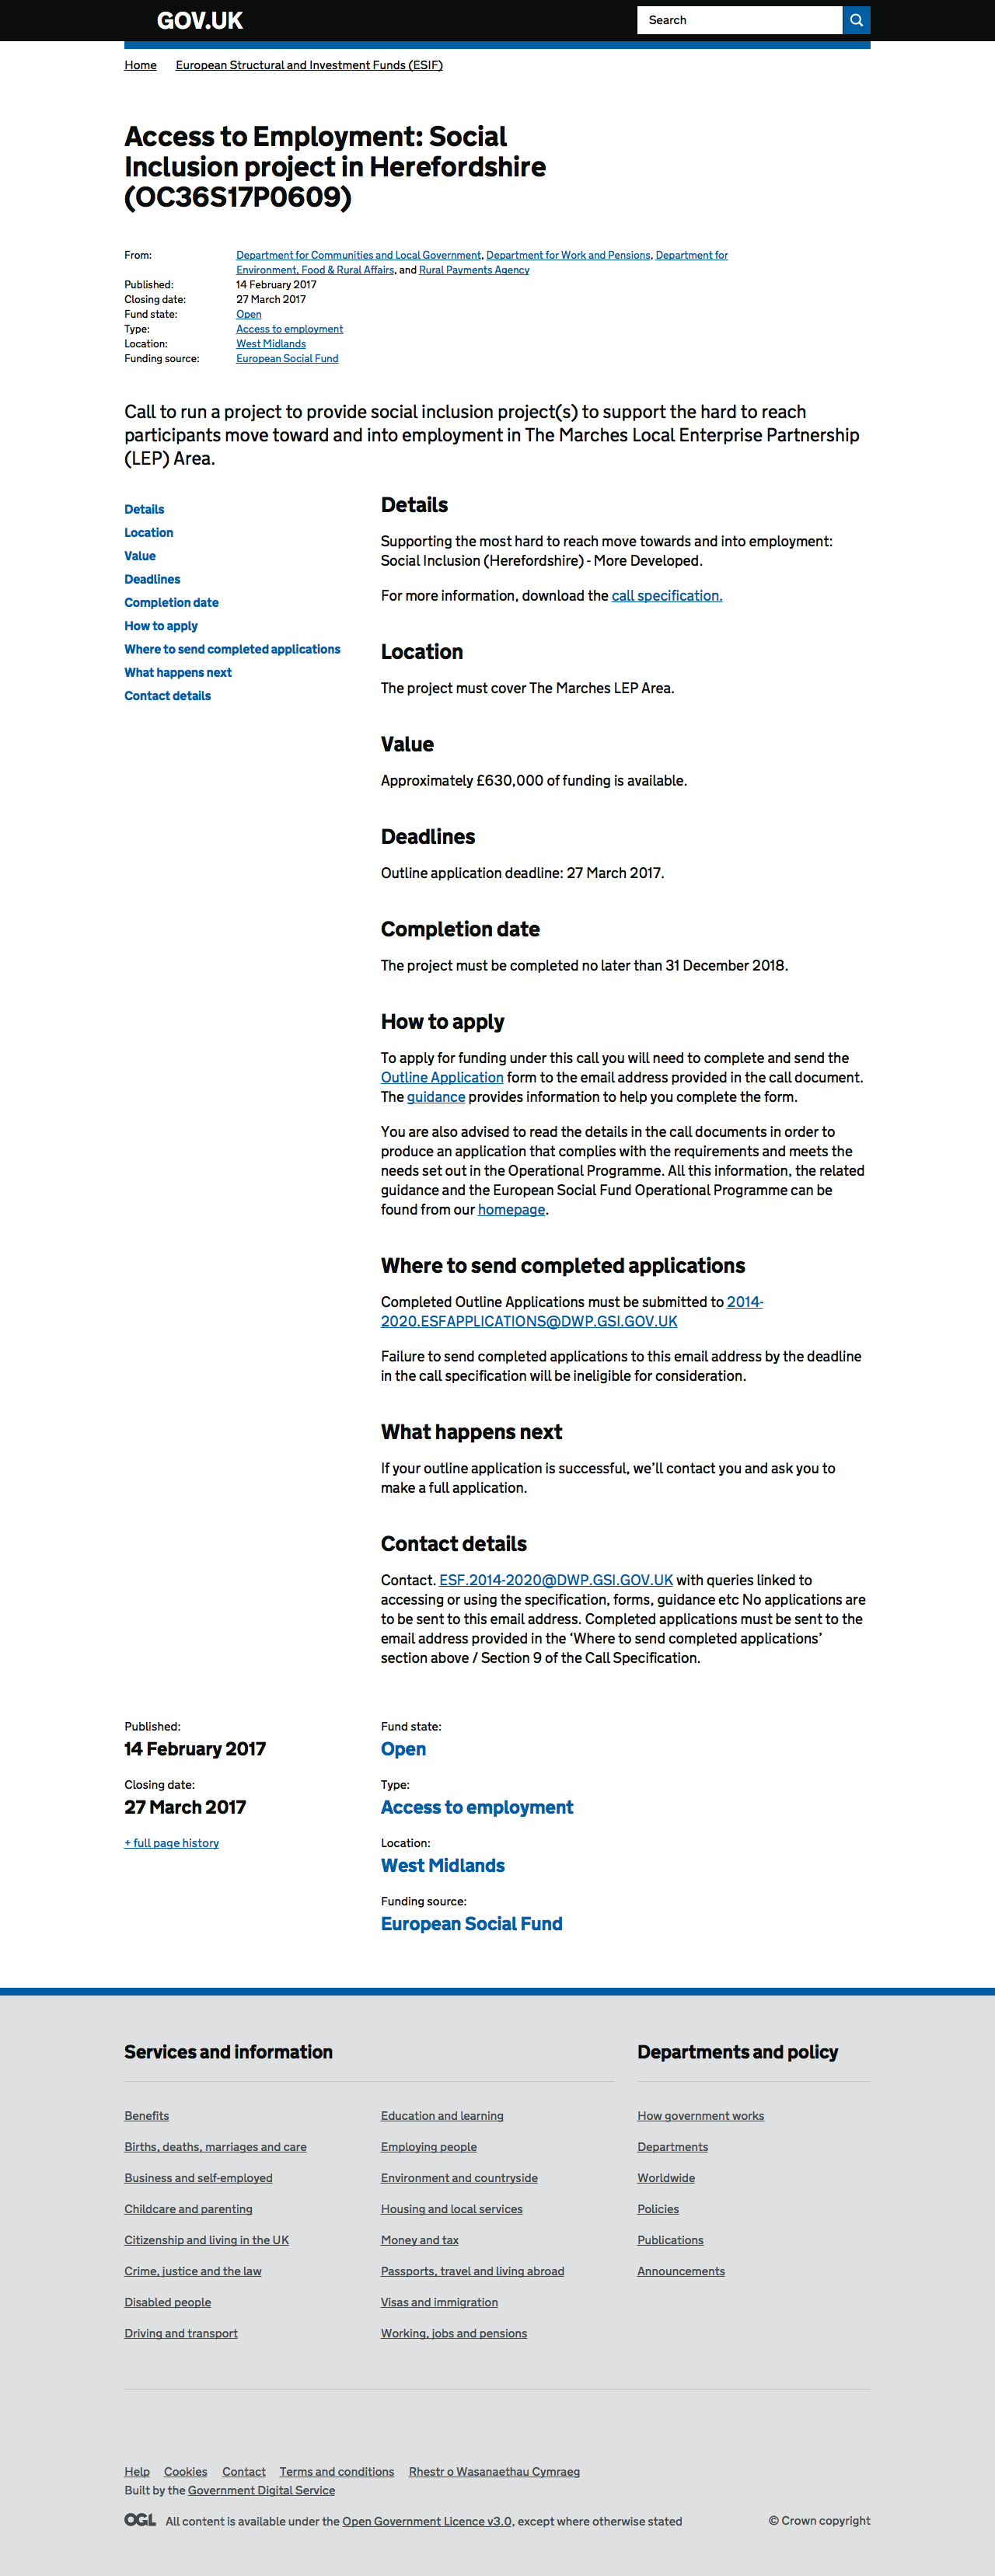 GOV.UK
Search
Home
European Structural and Investment Funds (ESIF)
Access to Employment: Social
Inclusion project in Herefordshire
(OC36S17P0609)
From: Department for Communities and Local Government, Department for Work and Pensions, Department for
Environment, Food & Rural Affairs, and Rural Payments Agency
Published: 14 February 2017
Closing date: 27 March 2017
Fund state: Open
Type: Access to employment
Location: West Midlands
Funding source: European Social Fund
Call to run a project to provide social inclusion project(s) to support the hard to reach
participants move toward and into employment in The Marches Local Enterprise Partnership
(LEP) Area.
Details
Location
Value
Deadlines
Completion date
How to apply
Where to send completed applications
What happens next
Contact details
Details
Supporting the most hard to reach move towards and into employment:
Social Inclusion (Herefordshire) - More Developed.
For more information, download the call specification.
Location
The project must cover The Marches LEP Area.
Value
Approximately £630,000 of funding is available.
Deadlines
Outline application deadline: 27 March 2017.
Completion date
The project must be completed no later than 31 December 2018.
How to apply
To apply for funding under this call you will need to complete and send the
Outline Application form to the email address provided in the call document.
The guidance provides information to help you complete the form.
You are also advised to read the details in the call documents in order to
produce an application that complies with the requirements and meets the
needs set out in the Operational Programme. All this information, the related
guidance and the European Social Fund Operational Programme can be
found from our homepage.
Where to send completed applications
Completed Outline Applications must be submitted to 2014-
2020.ESFAPPLICATIONS@DWP.GSI.GOV.UK
Failure to send completed applications to this email address by the deadline
in the call specification will be ineligible for consideration.
What happens next
If your outline application is successful, we’ll contact you and ask you to
make a full application.
Contact details
Contact. ESF.2014-2020@DWP.GSI.GOV.UK with queries linked to
accessing or using the specification, forms, guidance etc No applications are
to be sent to this email address. Completed applications must be sent to the
email address provided in the ‘Where to send completed applications’
section above / Section 9 of the Call Specification.
Published:
14 February 2017
Closing date:
27 March 2017
+ full page history
Fund state:
Open
Type:
Access to employment
Location:
West Midlands
Funding source:
European Social Fund
Services and information
Benefits
Births, deaths, marriages and care
Business and self-employed
Childcare and parenting
Citizenship and living in the UK
Crime, justice and the law
Disabled people
Driving and transport
Education and learning
Employing people
Environment and countryside
Housing and local services
Money and tax
Passports, travel and living abroad
Visas and immigration
Working, jobs and pensions
Departments and policy
How government works
Departments
Worldwide
Policies
Publications
Announcements
Help Cookies Contact Terms and conditions Rhestr o Wasanaethau Cymraeg
Built by the Government Digital Service
OGL All content is available under the Open Government Licence v3.0, except where otherwise stated
© Crown copyright